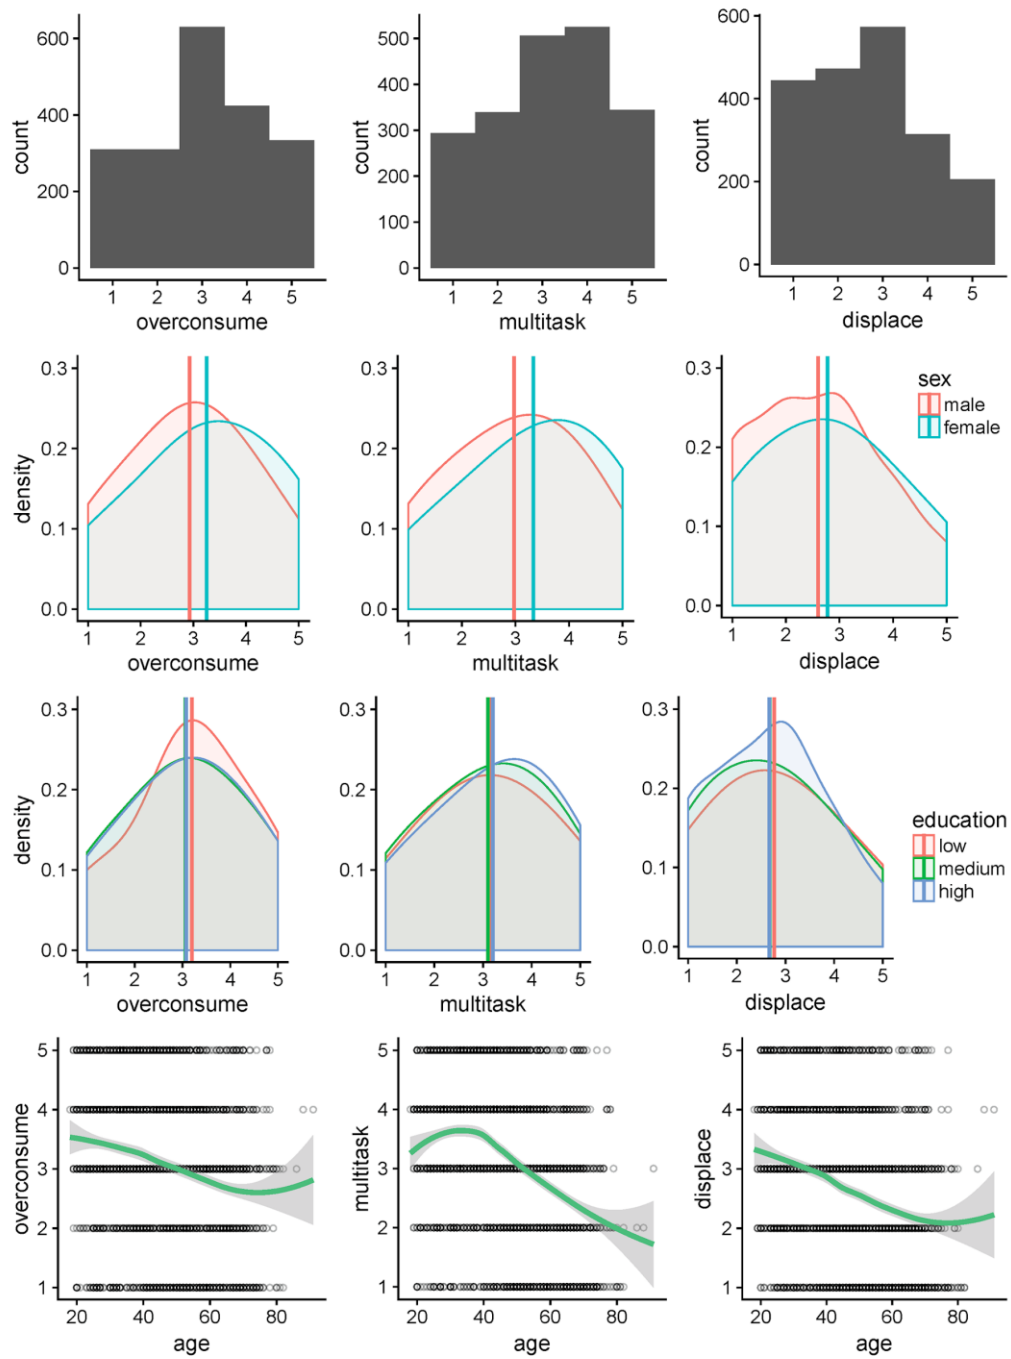 count
600
400
200
0
1 2 3 4 5
overconsume
count
500
400
300
500
100
0
1 2 3 4 5
multitask
count
600
400
600
0
1 2 3 4 5
displace
density
0.3
0.2
0.1
0.0
1 2 3 4 5
overconsume
0.3
0.2
0.1
0.0
1 2 3 4 5
multitask
0.3
0.2
0.1
0.0
1 2 3 4 5
displace
sex
male
female
density
0.3
0.2
0.1
0.0
1 2 3 4 5
overconsume
0.3
0.2
0.1
0.0
1 2 3 4 5
multitask
0.3
0.2
0.1
0.0
1 2 3 4 5
displace
education
low
medium
high
overconsume
5
4
3
2
1
20 40 60 80
age
multitask
5
4
3
2
1
20 40 60 80
age
displace
5
4
3
2
1
20 40 60 80
age